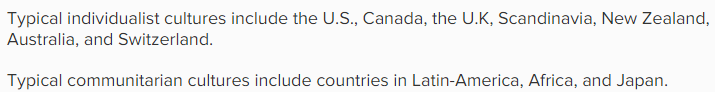 Typical individualist cultures include the U.S., Canada, the U.K, Scandinavia, New Zealand,
Australia, and Switzerland.
Typical communitarian cultures include countries in Latin-America, Africa, and Japan.